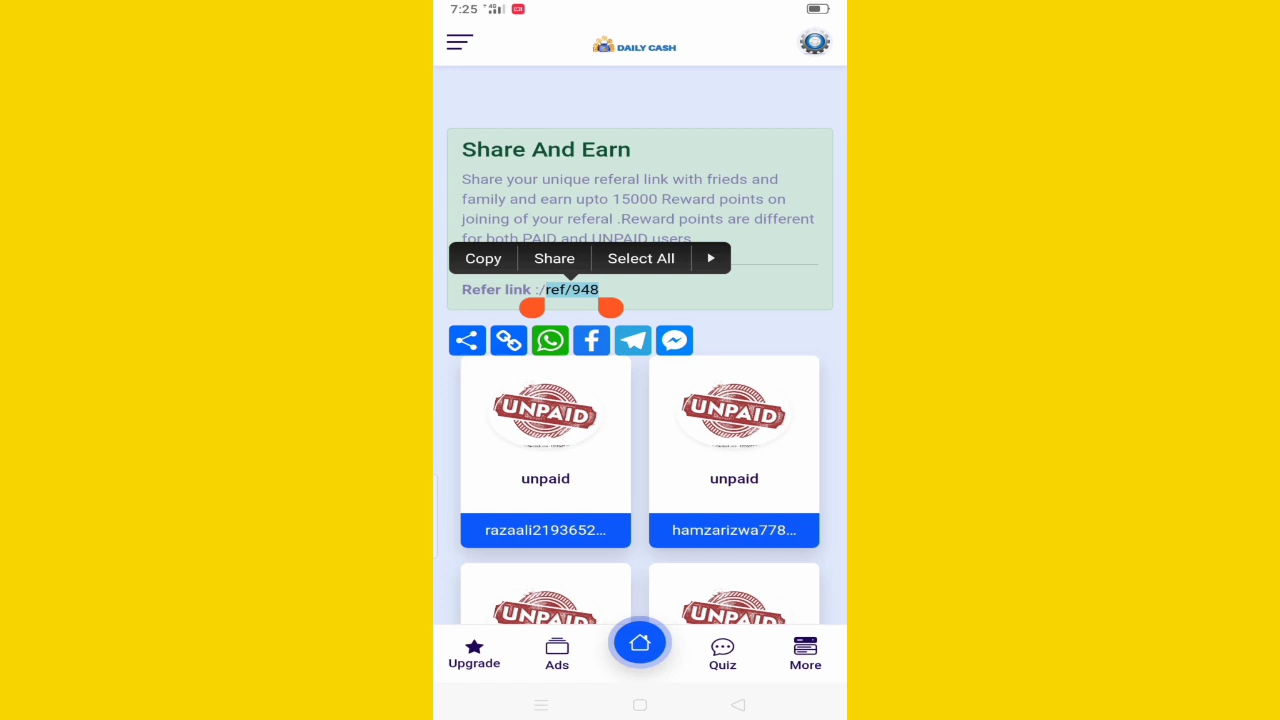 7:25 4G
DAILY CASH
Share And Earn
Share your unique referal link with frieds and
family and earn upto 15000 Reward points on
joining of your referal .Reward points are different
for both PAID and UNPAID users
Copy Share Select All
Refer link :/ref/948
UNPAID UNPAID
unpaid unpaid
razaali2193652... hamzarizwa778...
UNPAID UNPAID
Upgrade Ads Quiz More